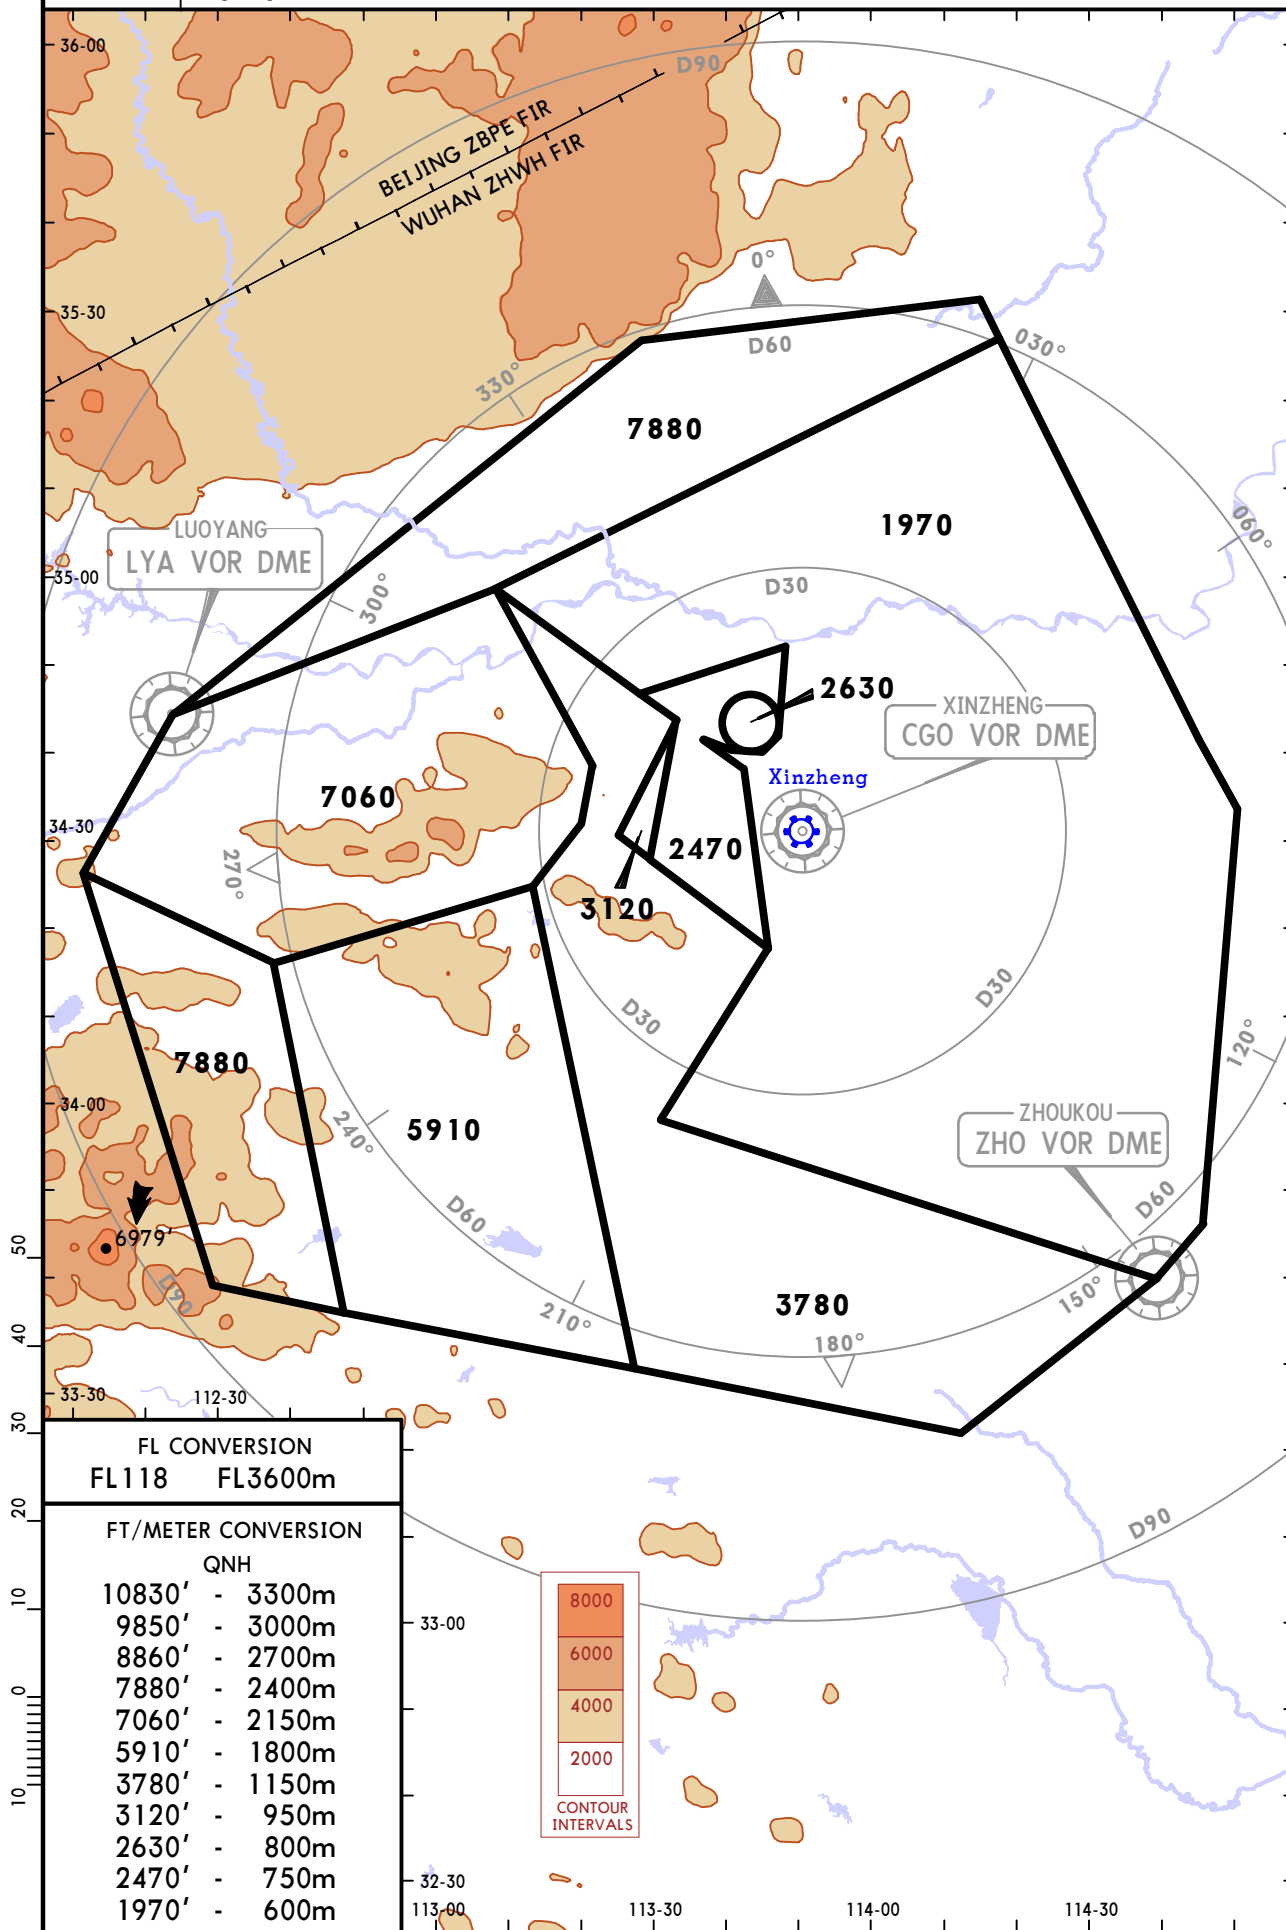 36-00
D90
BEIJING ZBPE FIR
WUHAN ZHWH FIR
0°
35-30
D60
030°
330°
7880
1970
060°
LUOYANG
LYA VOR DME
35-00
300°
D30
2630
XINZHENG
CGO VOR DME
Xinzheng
7060
34-30
2470
270°
3120
D30
D30
7880
120°
34-00
5910
240°
ZHOUKOU
ZHO VOR DME
D60
D60
6979'
50
D90
150°
3780
210°
180°
40
33-30
112-30
30
FL CONVERSION
FL118 FL3600m
20
D90
FT/METER CONVERSION
QNH
10830' - 3300m
9850' - 3000m
8860' - 2700m
7880' - 2400m
7060' - 2150m
5910' - 1800m
3780' - 1150m
3120' - 950m
2630' - 800m
2470' - 750m
1970' - 600m
10
0
10
8000
6000
4000
2000
CONTOUR
INTERVALS
33-00
32-30
113-00
113-30
114-00
114-30